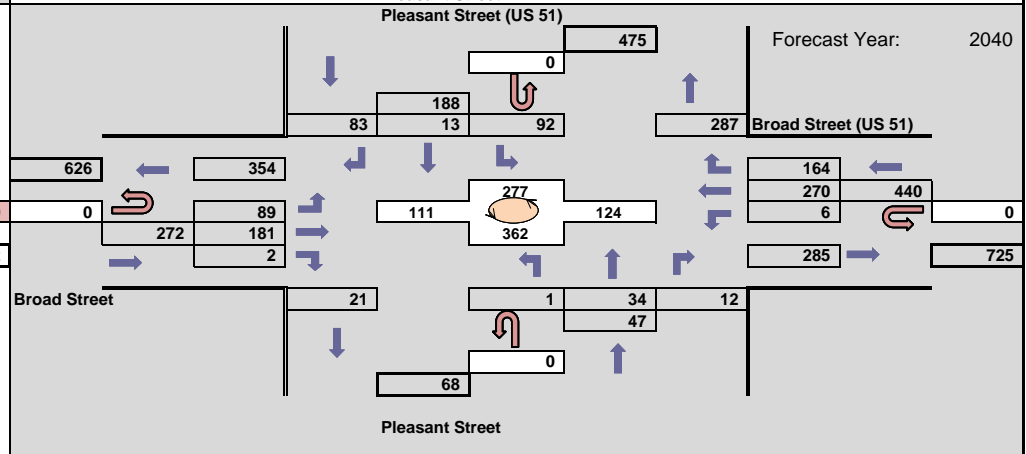 Pleasant Street (US 51)
475
Forecast Year: 2040
0
188
83 13 92 287 Broad Street (US 51)
626 354 164
277
270 440
0 89 111 124 6 0
272 181 362
2 285 725
Broad Street 21 1 34 12
47
0
68
Pleasant Street